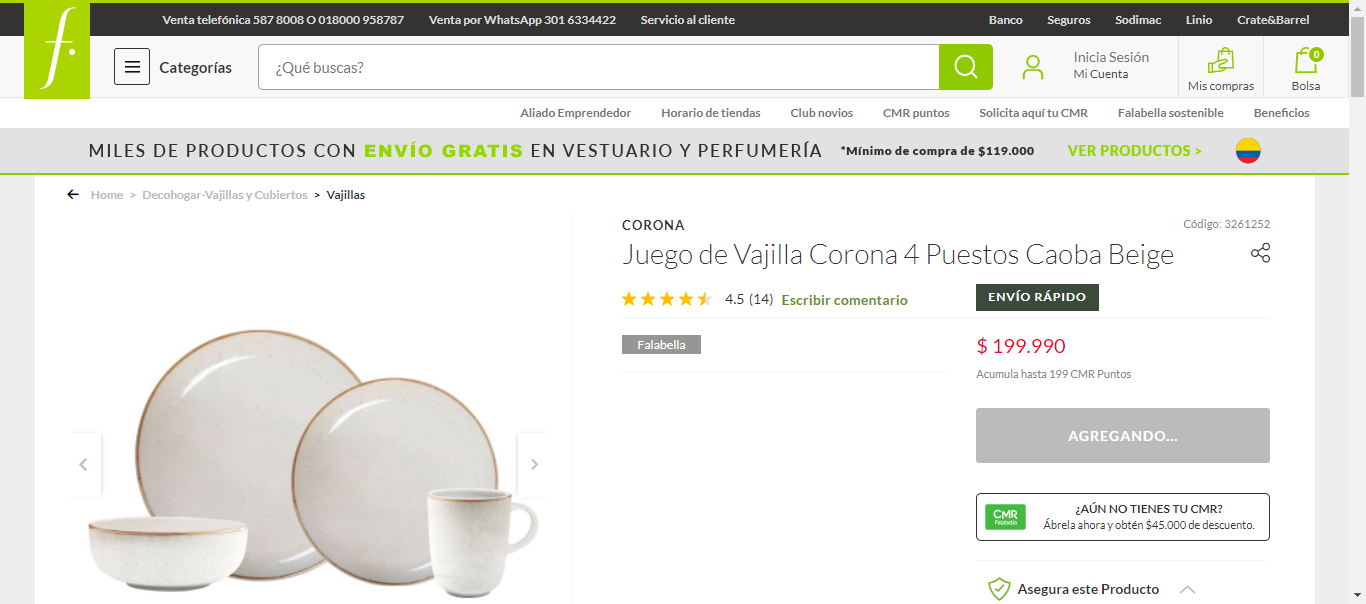 Venta telefónica 587 8008 O 018000 958787 Venta por WhatsApp 301 6334422 Servicio al cliente Banco Seguros Sodimac Linio Crate&Barrel
f.
Categorías ¿Qué buscas? Inicia Sesión
Mi Cuenta
Mis compras
0
Bolsa
Aliado Emprendedor Horario de tiendas Club novios CMR puntos Solicita aquí tu CMR Falabella sostenible Beneficios
MILES DE PRODUCTOS CON ENVÍO GRATIS EN VESTUARIO Y PERFUMERÍA *Mínimo de compra de $119.000 VER PRODUCTOS >
Home > Decohogar-Vajillas y Cubiertos > Vajillas
CORONA
Código: 3261252
Juego de Vajilla Corona 4 Puestos Caoba Beige
4.5 (14) Escribir comentario
ENVÍO RÁPIDO
Falabella
$ 199.990
Acumula hasta 199 CMR Puntos
AGREGANDO...
CMR
Falabella
¿AÚN NO TIENES TU CMR?
Ábrela ahora y obtén $45.000 de descuento.
Asegura este Producto